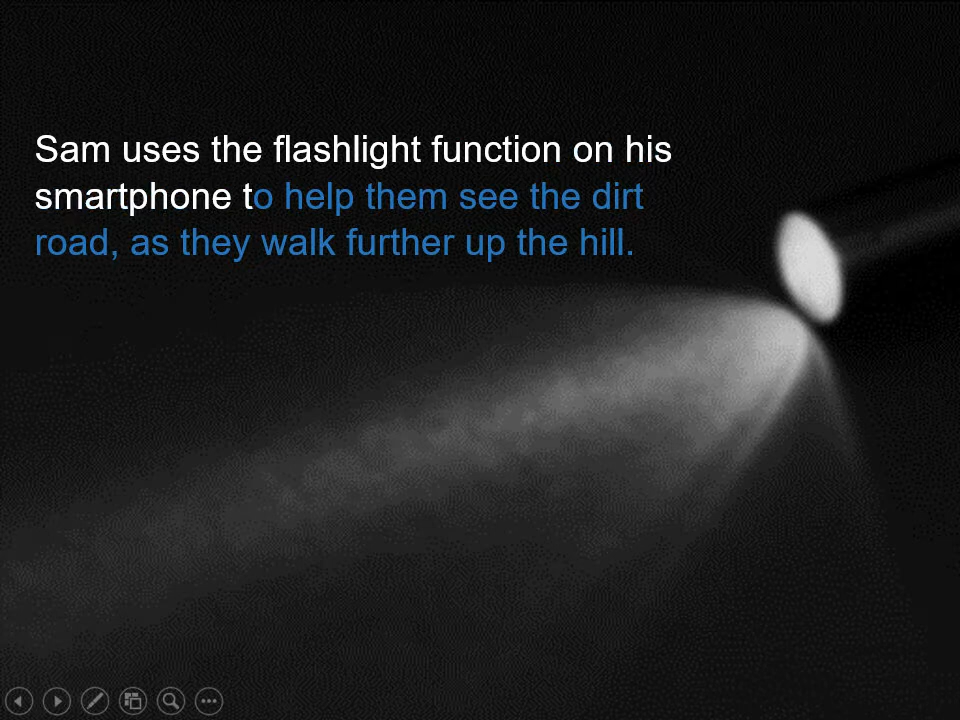 Sam uses the flashlight function on his
smartphone to help them see the dirt
road, as they walk further up the hill.